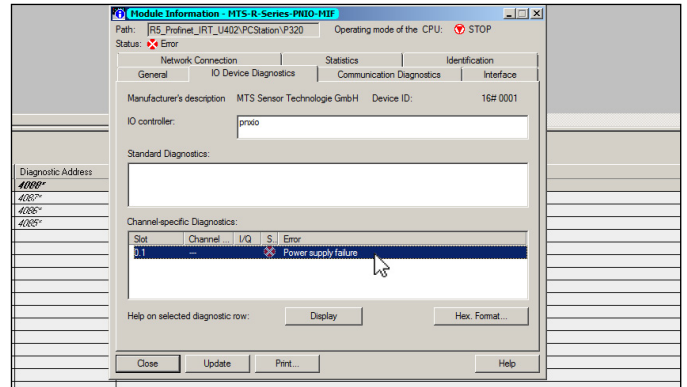 Module Information - MTS-R-Series-PNIO-MIF
Path: R5_Profinet_IRT_U402\PCStation\P320 Operating mode of the CPU: STOP
Status: Error
Network Connection Statistics Identification
General IO Device Diagnostics Communication Diagnostics Interface
Manufacturer's description MTS Sensor Technologie GmbH Device ID: 16# 0001
IO controller: pnxio
Standard Diagnostics:
Diagnostic Address
4088*
4087*
4086*
4085*
Channel-specific Diagnostics:
Slot Channel ... I/Q S.. Error
0.1 --- Power supply failure
Help on selected diagnostic row: Display Hex. Format...
Close Update Print... Help